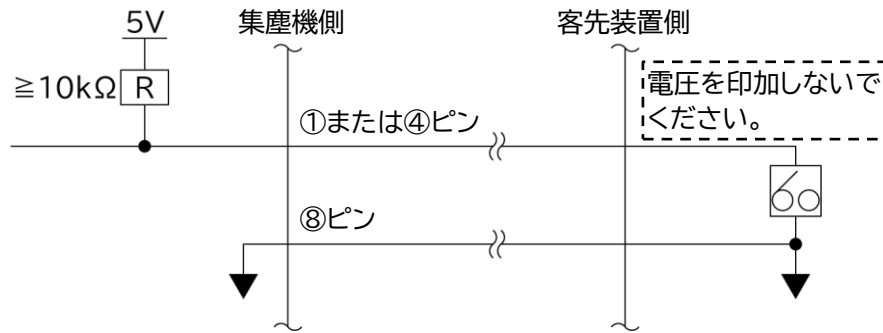 5V
集塵機側
客先装置側
≧10kΩ
R
電圧を印加しないで
ください。
①または④ピン
⑧ピン